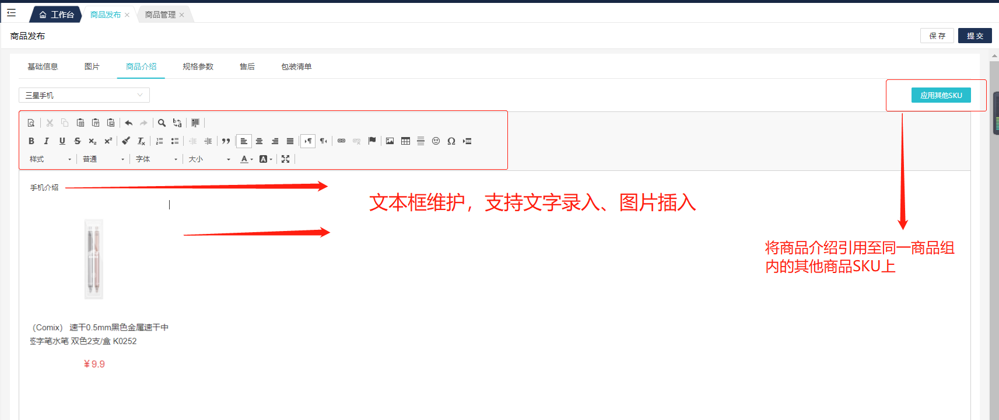 工作台
商品发布
商品管理
商品发布
保 存
提 交
基础信息
图片
商品介绍
规格参数
售后
包装清单
三星手机
应用其他SKU
样式
普通
字体
大小
手机介绍
文本框维护，支持文字录入、图片插入
将商品介绍引用至同一商品组
内的其他商品SKU上
（Comix） 速干0.5mm黑色金属速干中
签字笔水笔 双色2支/盒 K0252
¥9.9